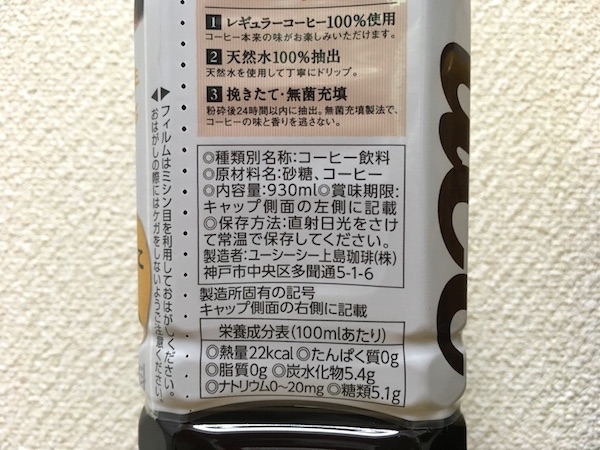 1 レギュラーコーヒー100%使用
コーヒー本来の味がお楽しみいただけます。
2 天然水100%抽出
天然水を使用して丁寧にドリップ。
3 挽きたて・無菌充填
粉砕後24時間以内に抽出。無菌充填製法で、
コーヒーの味と香りを逃さない。
◎種類別名称:コーヒー飲料
◎原材料名:砂糖、コーヒー
◎内容量:930ml◎賞味期限:
キャップ側面の左側に記載
◎保存方法:直射日光をさけ
て常温で保存してください。
製造者:ユーシーシー上島珈琲(株)
神戸市中央区多聞通5-1-6
製造所固有の記号
キャップ側面の右側に記載
栄養成分表(100mlあたり)
◎熱量22kcal◎たんぱく質0g
◎脂質0g ◎炭水化物5.4g
◎ナトリウム0~20mg ◎糖類5.1g
◀▶フィルムはミシン目を利用しておはがしください。
おはがしの際にはケガをしないようご注意ください。